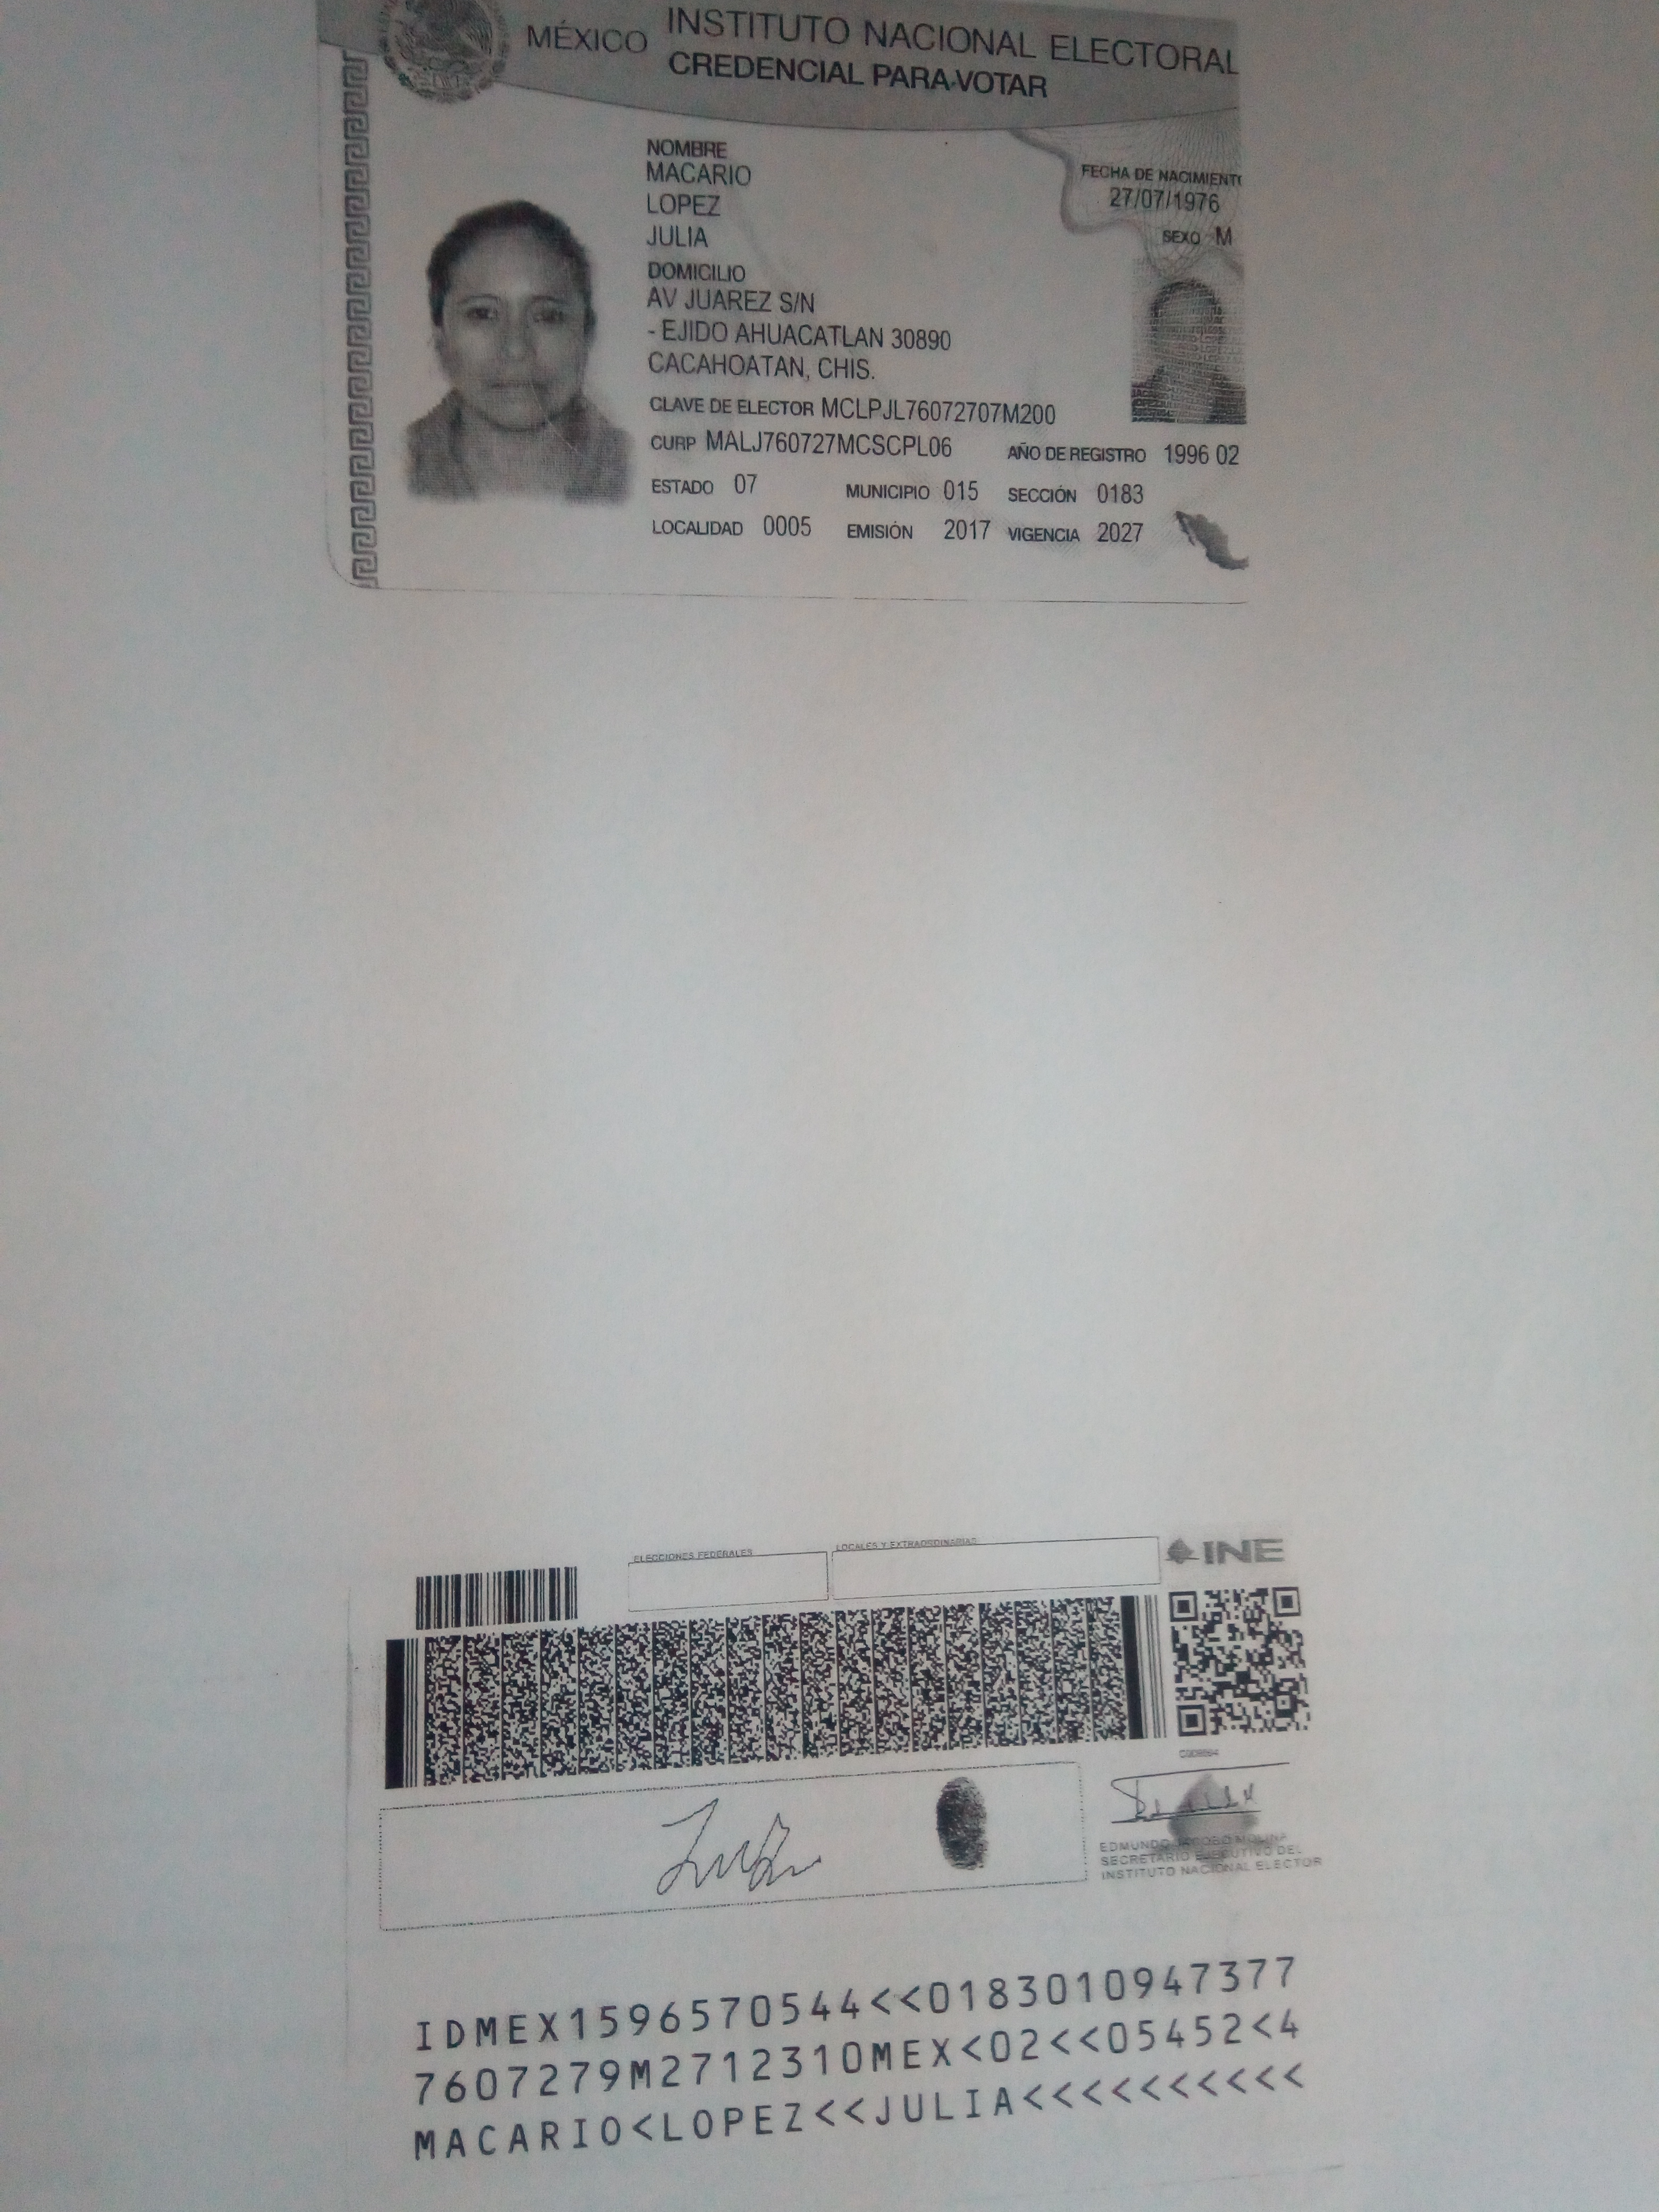 MÉXICO INSTITUTO NACIONAL ELECTORAL
CREDENCIAL PARA VOTAR
NOMBRE
MACARIO
LOPEZ
JULIA
FECHA DE NACIMIENTO
27/07/1976
SEXO M
DOMICILIO
AV JUAREZ S/N
- EJIDO AHUACATLAN 30890
CACAHOATAN, CHIS.
CLAVE DE ELECTOR MCLPJL76072707M200
CURP MALJ760727MCSCPL06 AÑO DE REGISTRO 1996 02
ESTADO 07 MUNICIPIO 015 SECCIÓN 0183
LOCALIDAD 0005 EMISIÓN 2017 VIGENCIA 2027
ELECCIONES FEDERALES LOCALES Y EXTRAORDINARIAS INE
EDMUNDO JACOBO MOLINA
SECRETARIO EJECUTIVO DEL
INSTITUTO NACIONAL ELECTOR
IDMEX1596570544<<0183010947377
7607279M2712310MEX<02<<05452<4
MACARIO<LOPEZ<<JULIA<<<<<<<<<<